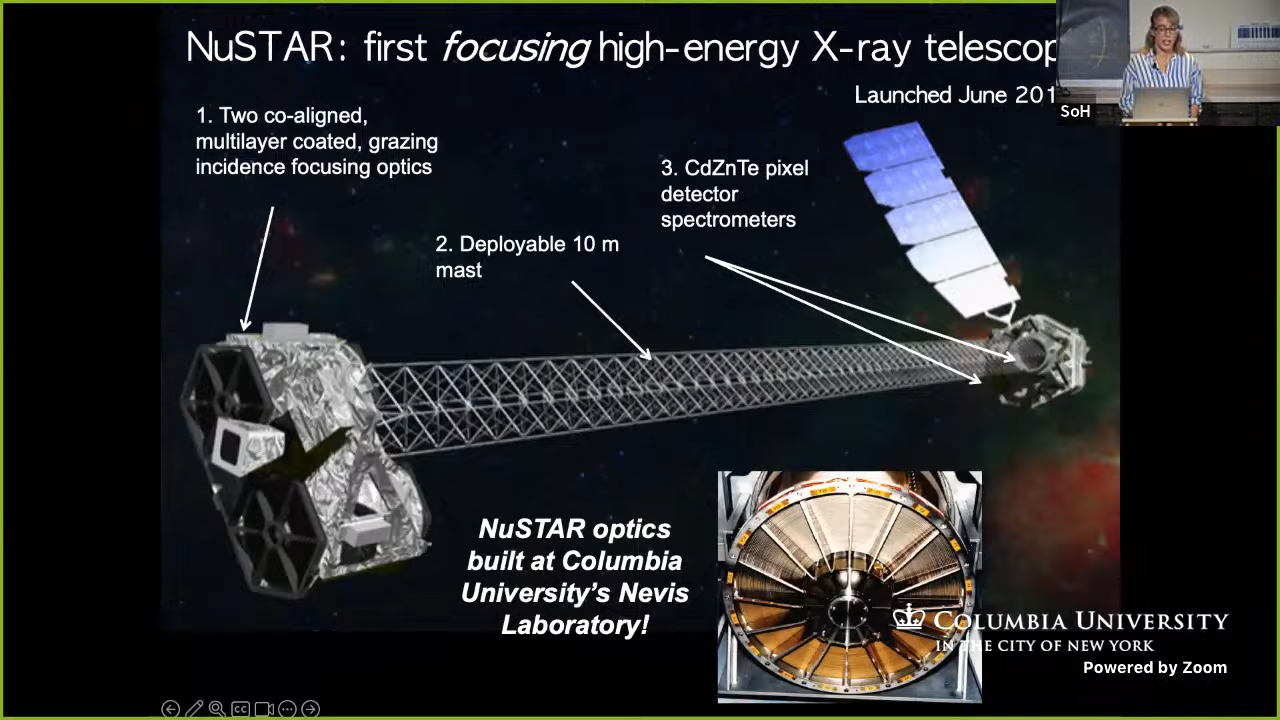 NuSTAR: first focusing high-energy X-ray telescop
Launched June 201
SoH
1. Two co-aligned,
multilayer coated, grazing
incidence focusing optics
2. Deployable 10 m
mast
3. CdZnTe pixel
detector
spectrometers
NuSTAR optics
built at Columbia
University’s Nevis
Laboratory!
COLUMBIA UNIVERSITY
IN THE CITY OF NEW YORK
Powered by Zoom
CC